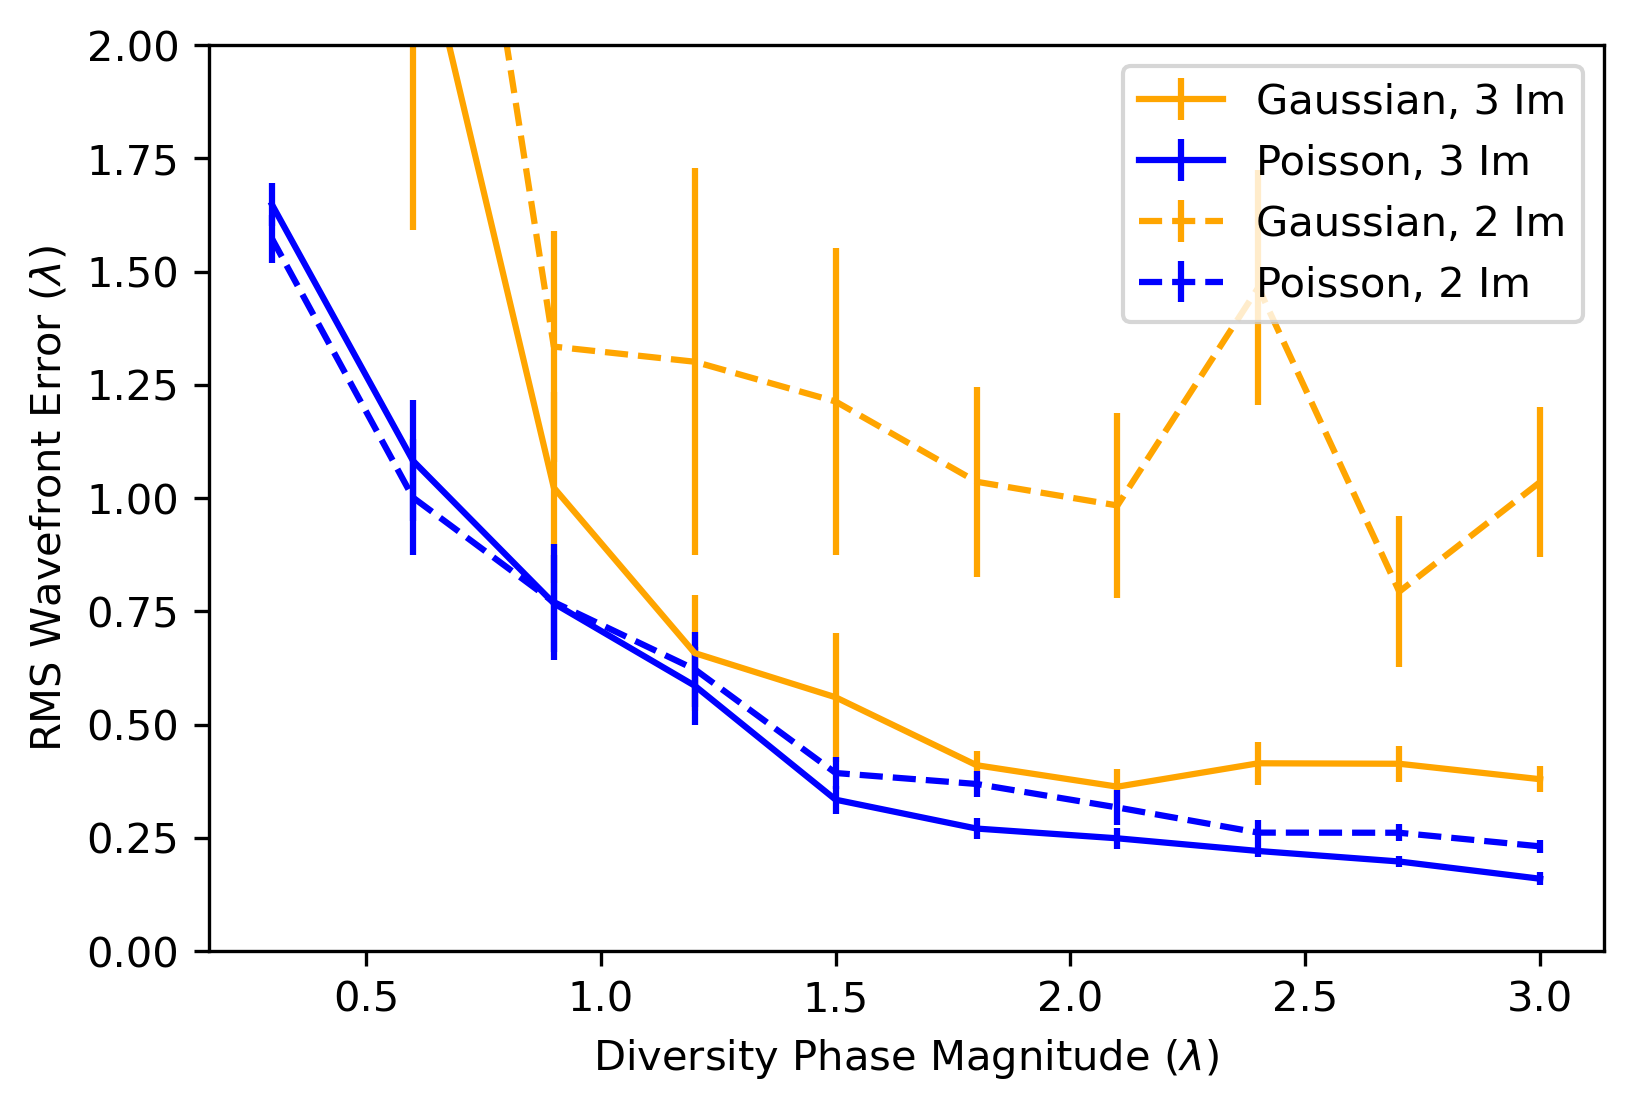 2.00
1.75
1.50
1.25
1.00
0.75
0.50
0.25
0.00
RMS Wavefront Error (λ)
Gaussian, 3 Im
Poisson, 3 Im
Gaussian, 2 Im
Poisson, 2 Im
0.5 1.0 1.5 2.0 2.5 3.0
Diversity Phase Magnitude (λ)